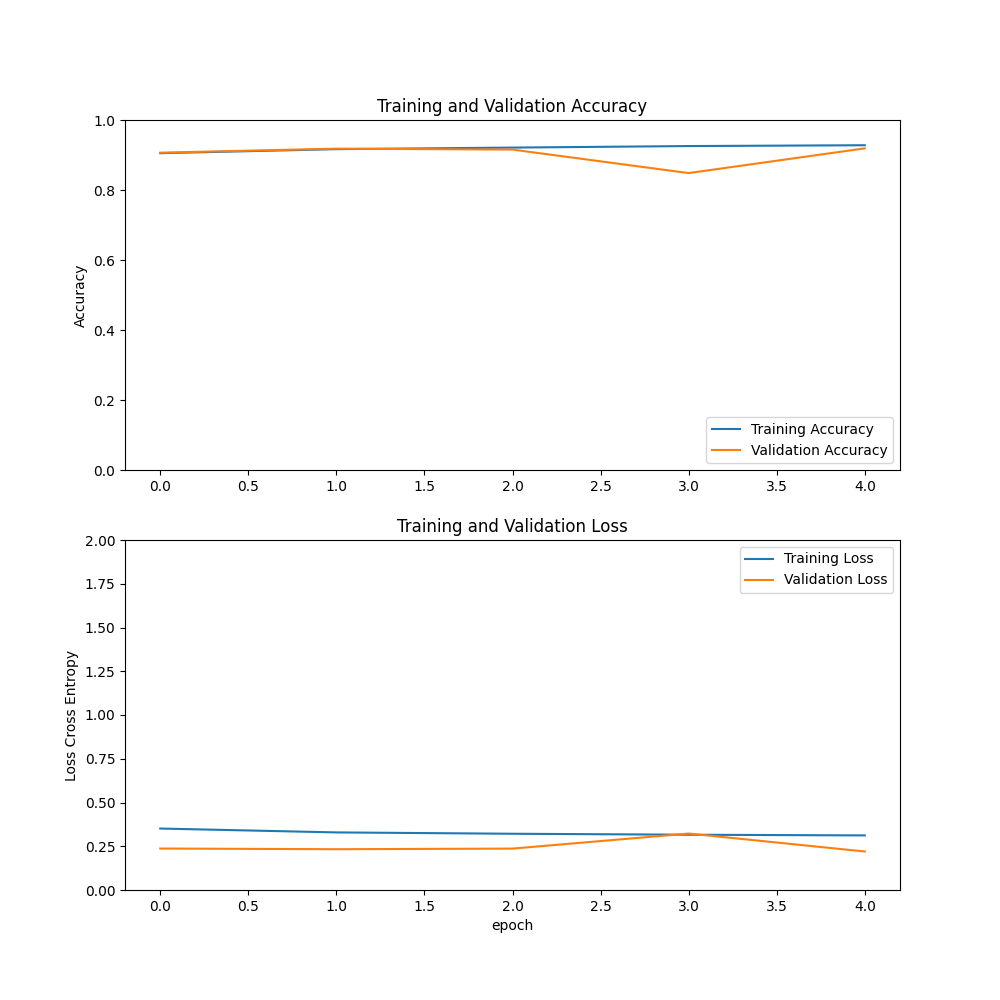 Training and Validation Accuracy
1.0
0.8
0.6
0.4
0.2
0.0
Accuracy
Training Accuracy
Validation Accuracy
0.0 0.5 1.0 1.5 2.0 2.5 3.0 3.5 4.0
Training and Validation Loss
2.00
1.75
1.50
1.25
1.00
0.75
0.50
0.25
0.00
Loss Cross Entropy
Training Loss
Validation Loss
0.0 0.5 1.0 1.5 2.0 2.5 3.0 3.5 4.0
epoch